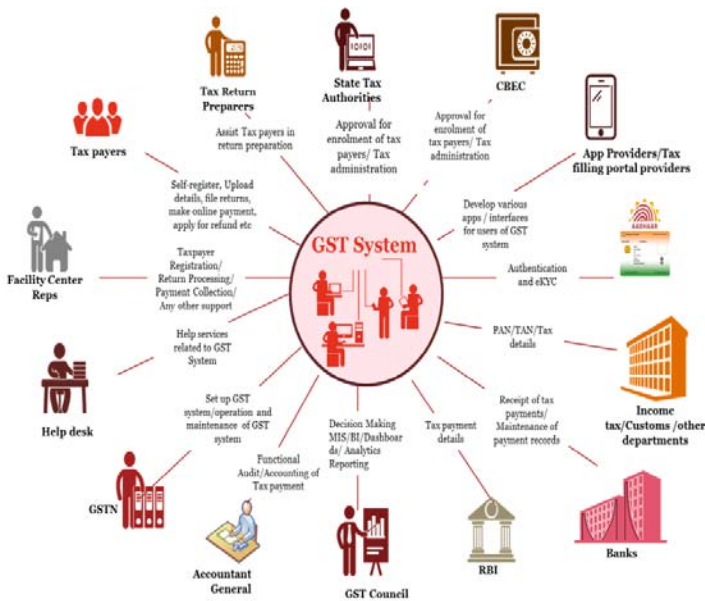 Tax Return
Preparers
Assist Tax payers in
return preparation
State Tax
Authorities
Approval for
enrolment of tax
payers/ Tax
administration
CBEC
Approval for
enrolment of
tax payers/ Tax
administration
App Providers/Tax
filling portal providers
Develop various
apps / interfaces
for users of GST
system
Tax payers
Self-register, Upload
details, file returns,
make online payment,
apply for refund etc
GST System
AADHAAR
Authentication
and eKYC
Facility Center
Reps
Taxpayer
Registration/
Return Processing/
Payment Collection/
Any other support
PAN/TAN/Tax
details
Income
tax/Customs /other
departments
Help services
related to GST
System
Help desk
Receipt of tax
payments/
Maintenance of
payment records
Banks
Set up GST
system/operation and
maintenance of GST
system
GSTN
Functional
Audit/Accounting of
Tax payment
Accountant
General
Decision Making
MIS/BI/Dashboar
ds/ Analytics
Reporting
GST Council
Tax payment
details
RBI